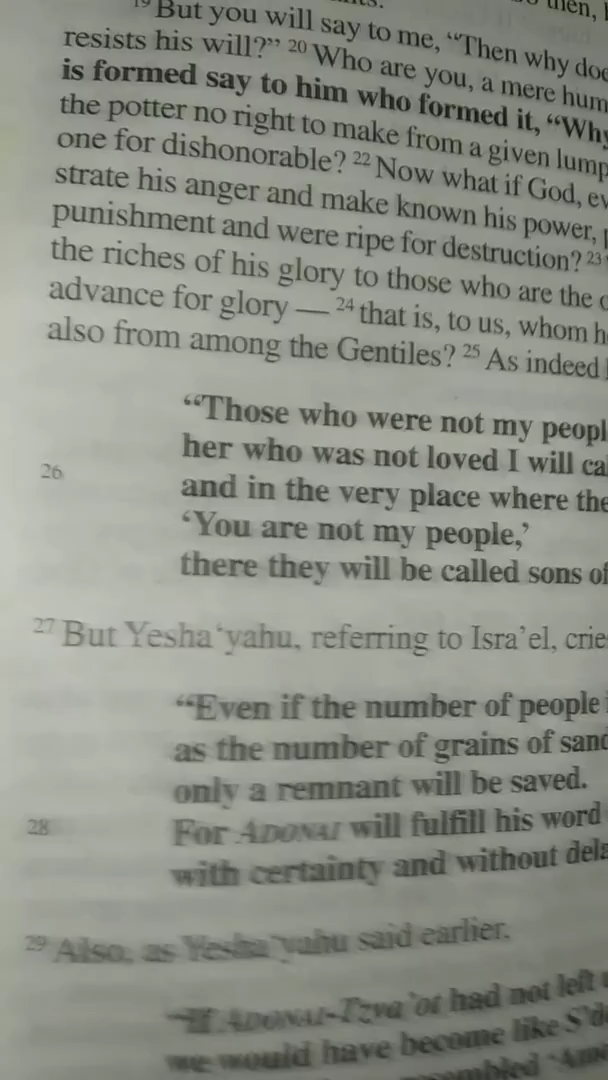 19 But you will say to me, “Then why
resists his will?” 20 Who are you, a mere
is formed say to him who formed it, “Why
the potter no right to make from a given lump
one for dishonorable? 22 Now what if God,
strate his anger and make known his power,
punishment and were ripe for destruction? 23
the riches of his glory to those who are the
advance for glory — 24 that is, to us, whom
also from among the Gentiles? 25 As indeed
“Those who were not my
her who was not loved I will
26 and in the very place where
‘You are not my people,’
there they will be called sons of
27 But Yesha‘yahu, referring to Isra’el,
“Even if the number of people
as the number of grains of
only a remnant will be saved.
28 For ADONAI will fulfill his word
with certainty and without
29 Also, as Yesha‘yahu said earlier,
“If ADONAI-Tzva’ot had not left
we would have become like